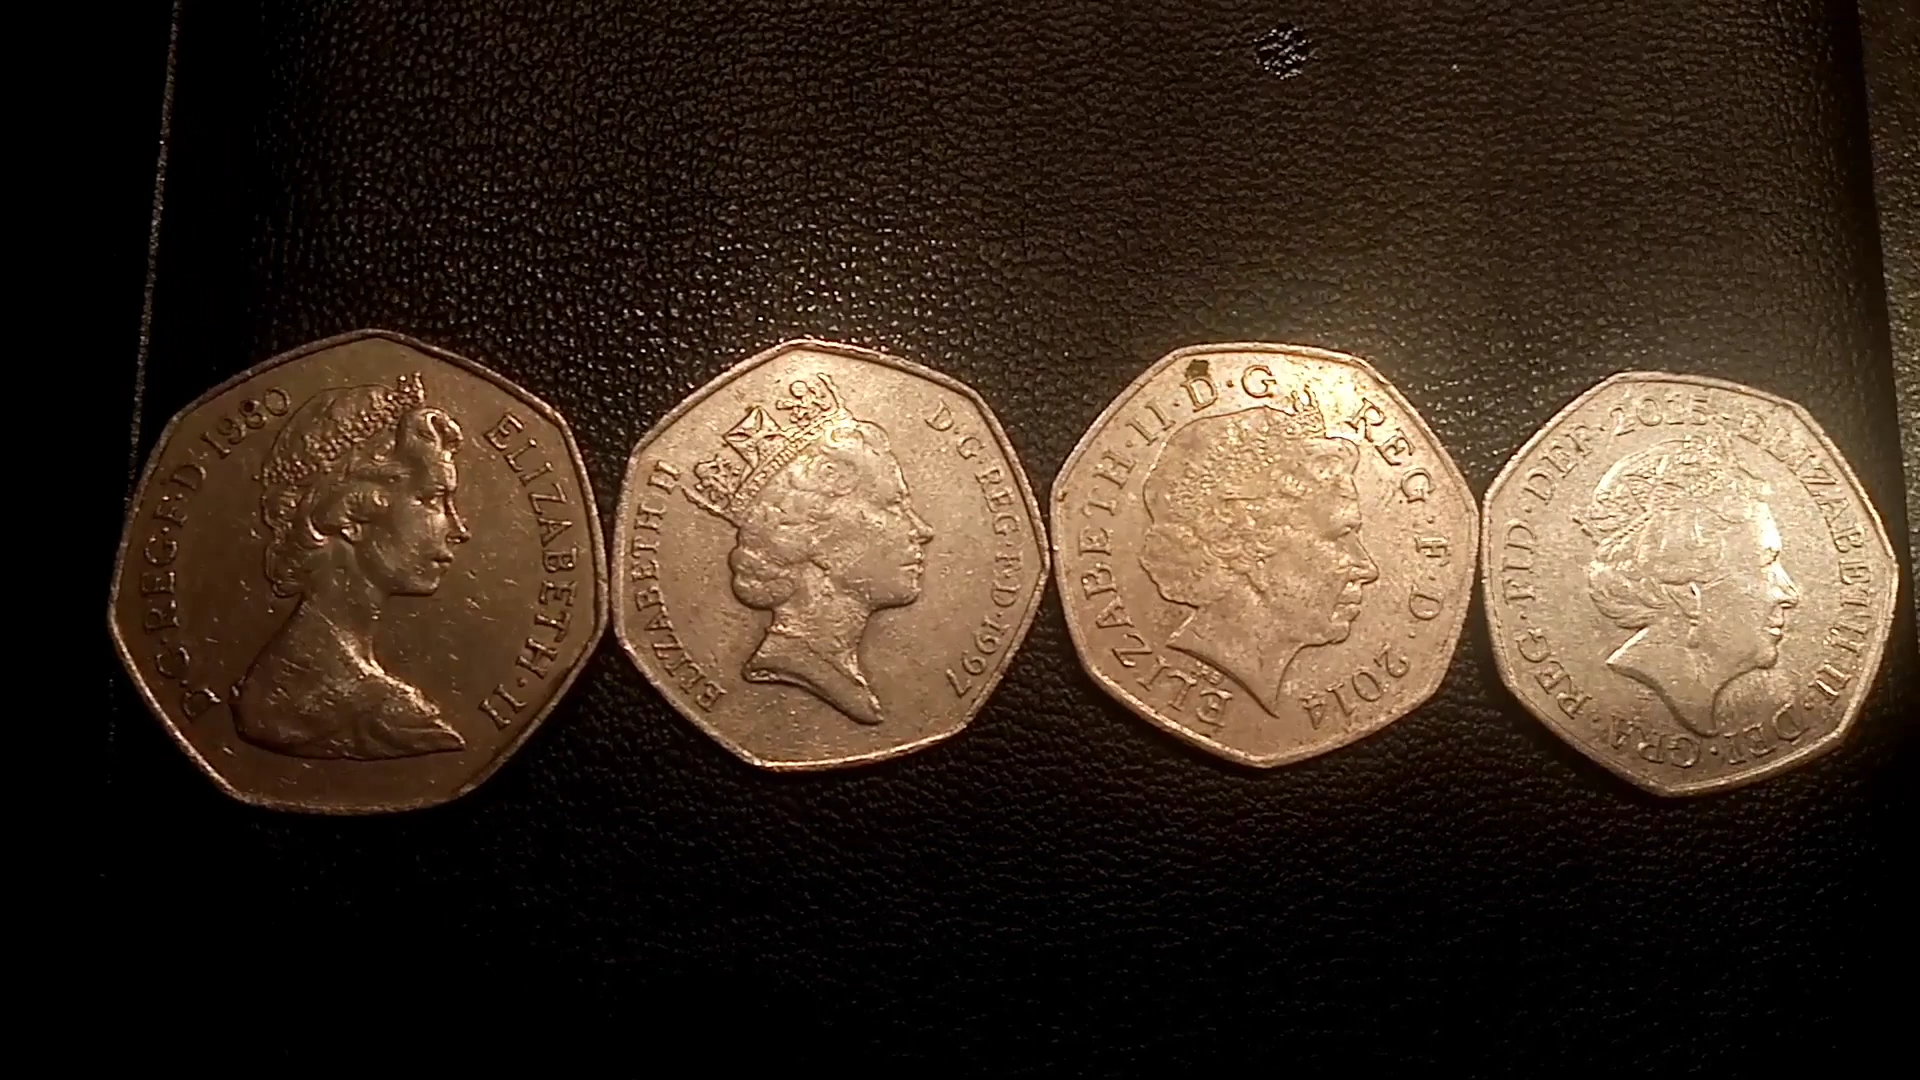 D·G·REG·F·D·1980 ELIZABETH·II
ELIZABETH II D·G·REG·F·D·1997
ELIZABETH·II·D·G REG·F·D·2014
ELIZABETH II·DEI·GRA·REG·FID·DEF·2015·